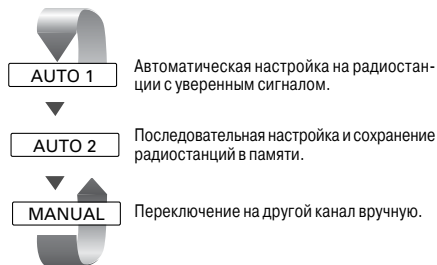 AUTO 1
Автоматическая настройка на радиостан-
ции с уверенным сигналом.
AUTO 2
Последовательная настройка и сохранение
радиостанций в памяти.
MANUAL
Переключение на другой канал вручную.